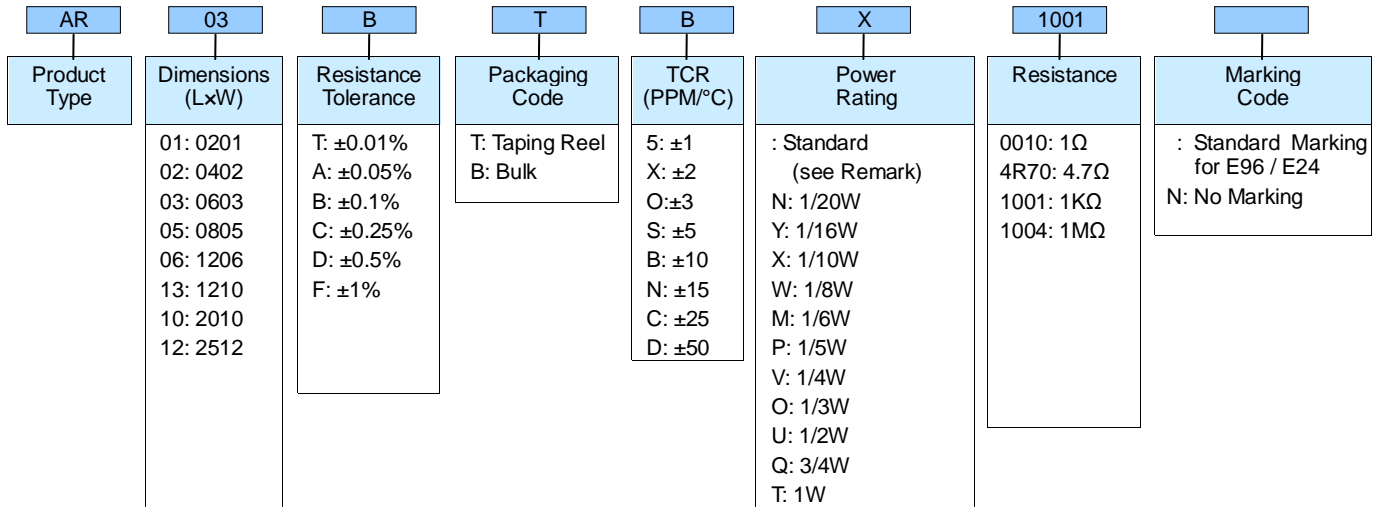 AR
03
B
T
B
X
1001
Product
Type
Dimensions
(L×W)
01: 0201
02: 0402
03: 0603
05: 0805
06: 1206
13: 1210
10: 2010
12: 2512
Resistance
Tolerance
T: ±0.01%
A: ±0.05%
B: ±0.1%
C: ±0.25%
D: ±0.5%
F: ±1%
Packaging
Code
T: Taping Reel
B: Bulk
TCR
(PPM/°C)
5: ±1
X: ±2
O:±3
S: ±5
B: ±10
N: ±15
C: ±25
D: ±50
Power
Rating
: Standard
(see Remark)
N: 1/20W
Y: 1/16W
X: 1/10W
W: 1/8W
M: 1/6W
P: 1/5W
V: 1/4W
O: 1/3W
U: 1/2W
Q: 3/4W
T: 1W
Resistance
0010: 1Ω
4R70: 4.7Ω
1001: 1KΩ
1004: 1MΩ
Marking
Code
: Standard Marking
for E96 / E24
N: No Marking